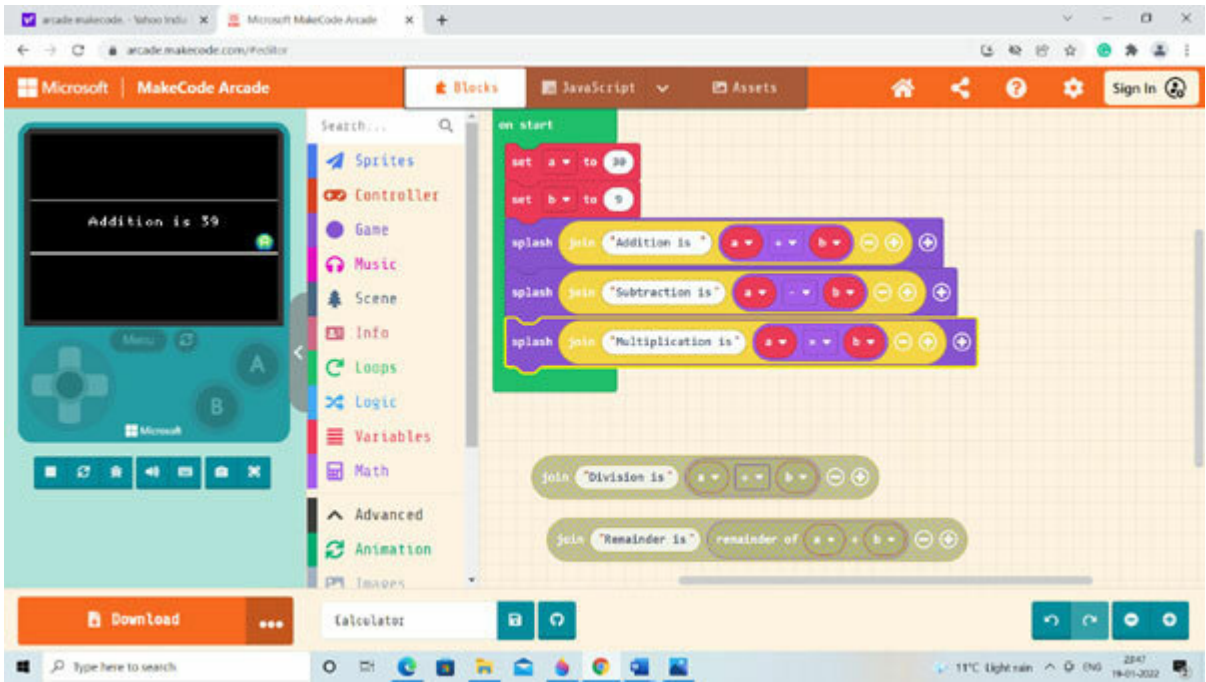 arcade makecode. - Yahoo India
Microsoft MakeCode Arcade
arcade.makecode.com/#editor
Microsoft | MakeCode Arcade
Blocks
JavaScript
Assets
Sign In
Search...
Sprites
Controller
Game
Music
Scene
Info
Loops
Logic
Variables
Math
Advanced
Animation
Images
Addition is 39
A
Menu
A
B
Microsoft
on start
set a to 30
set b to 9
splash join "Addition is " a + b
splash join "Subtraction is" a - b
splash join "Multiplication is" a × b
join "Division is" a ÷ b
join "Remainder is" remainder of a ÷ b
Download
Calculator
Type here to search
11°C Light rain
ENG
20:47
19-01-2022